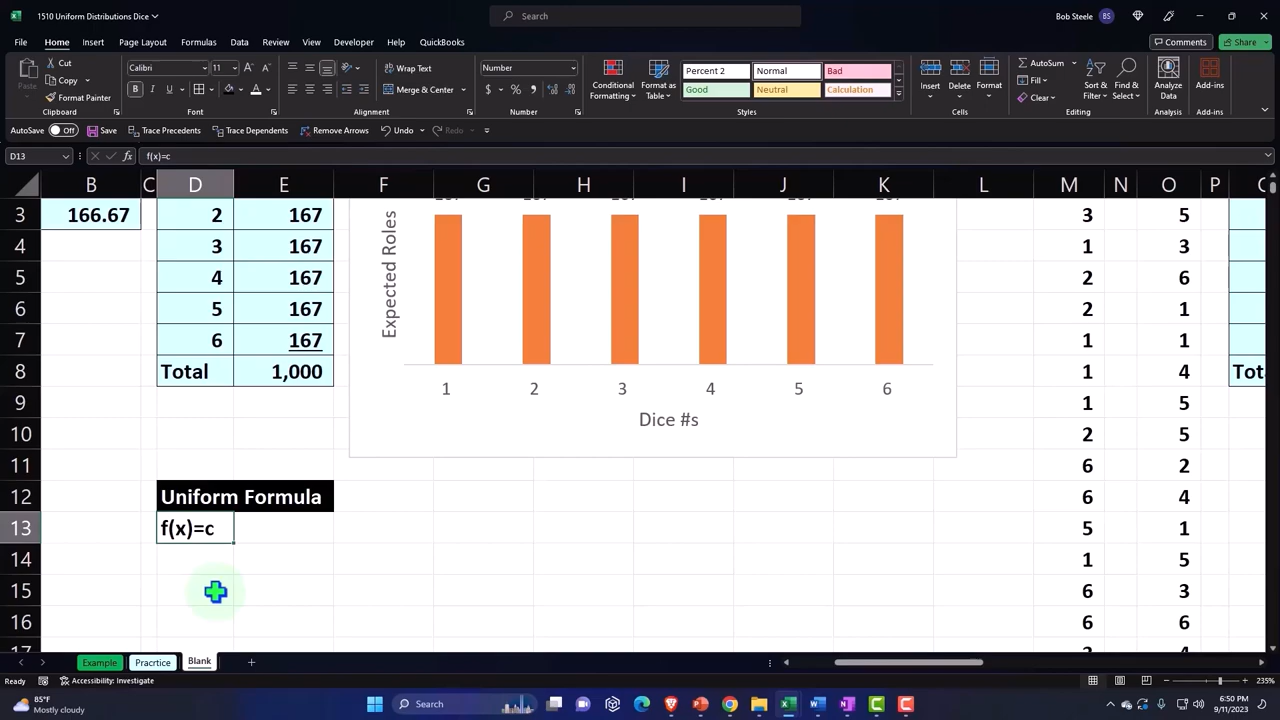 1510 Uniform Distributions Dice
Search
Bob Steele
BS
File
Home
Insert
Page Layout
Formulas
Data
Review
View
Developer
Help
QuickBooks
Comments
Share
Cut
Copy
Format Painter
Paste
Clipboard
Calibri
11
B
I
U
Font
Wrap Text
Merge & Center
Alignment
Number
$ %
Number
Conditional Formatting
Format as Table
Percent 2
Normal
Bad
Good
Neutral
Calculation
Styles
Insert
Delete
Format
Cells
AutoSum
Fill
Clear
Sort & Filter
Find & Select
Editing
Analyze Data
Analysis
Add-ins
Add-ins
AutoSave
Off
Save
Trace Precedents
Trace Dependents
Remove Arrows
Undo
Redo
D13
fx
f(x)=c
B C D E F G H I J K L M N O P
3 166.67 2 167 3 5
4 3 167 1 3
5 4 167 2 6
6 5 167 2 1
7 6 167 1 1
8 Total 1,000 1 4
9 1 5
10 2 5
11 6 2
12 Uniform Formula 6 4
13 f(x)=c 5 1
14 1 5
15 6 3
16 6 6
Expected Roles
1 2 3 4 5 6
Dice #s
Example
Pracrtice
Blank
Ready
Accessibility: Investigate
235%
85°F
Mostly cloudy
Search
6:50 PM
9/11/2023